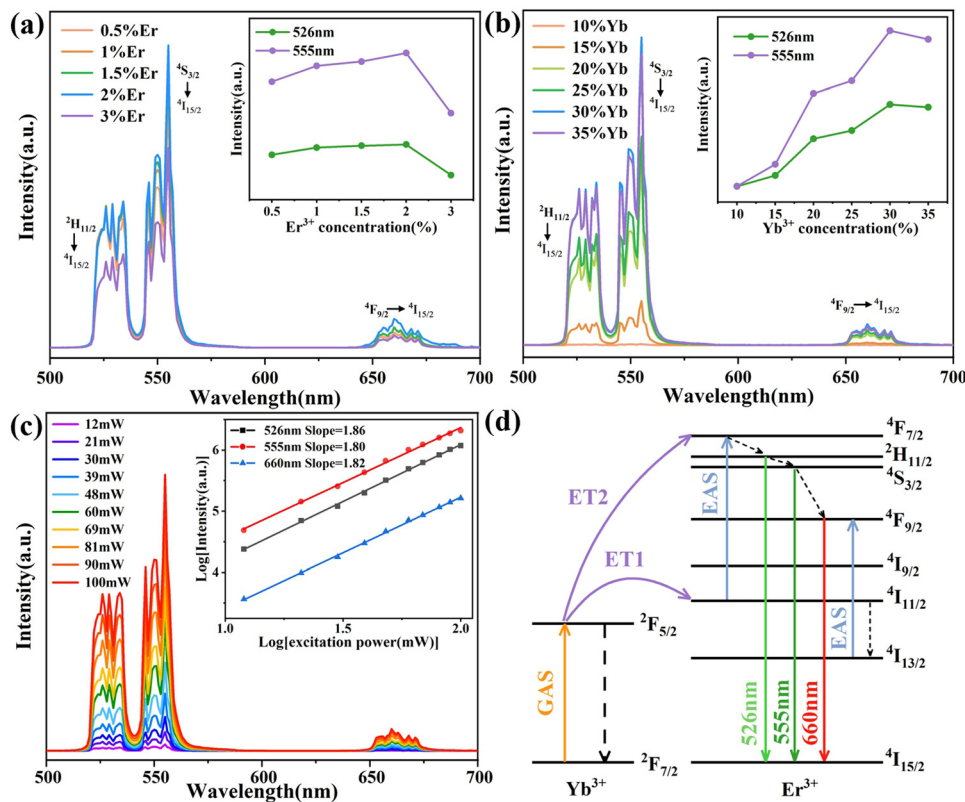 (a)
0.5%Er
1%Er
1.5%Er
2%Er
3%Er
⁴S₃/₂
⁴I₁₅/₂
²H₁₁/₂
⁴I₁₅/₂
⁴F₉/₂ → ⁴I₁₅/₂
Intensity(a.u.)
500 550 600 650 700
Wavelength(nm)
526nm
555nm
Intensity(a.u.)
0.5 1 1.5 2 3
Er³⁺ concentration(%)
(b)
10%Yb
15%Yb
20%Yb
25%Yb
30%Yb
35%Yb
⁴S₃/₂
⁴I₁₅/₂
²H₁₁/₂
⁴I₁₅/₂
⁴F₉/₂ → ⁴I₁₅/₂
Intensity(a.u.)
500 550 600 650 700
Wavelength(nm)
526nm
555nm
Intensity(a.u.)
10 15 20 25 30 35
Yb³⁺ concentration(%)
(c)
12mW
21mW
30mW
39mW
48mW
60mW
69mW
81mW
90mW
100mW
Intensity(a.u.)
500 550 600 650 700
Wavelength(nm)
526nm Slope=1.86
555nm Slope=1.80
660nm Slope=1.82
Log[Intensity(a.u.)]
6
5
4
1.0 1.5 2.0
Log[excitation power(mW)]
(d)
⁴F₇/₂
²H₁₁/₂
⁴S₃/₂
⁴F₉/₂
⁴I₉/₂
⁴I₁₁/₂
⁴I₁₃/₂
⁴I₁₅/₂
ET2
ET1
EAS
EAS
GAS
²F₅/₂
²F₇/₂
526nm
555nm
660nm
Yb³⁺
Er³⁺